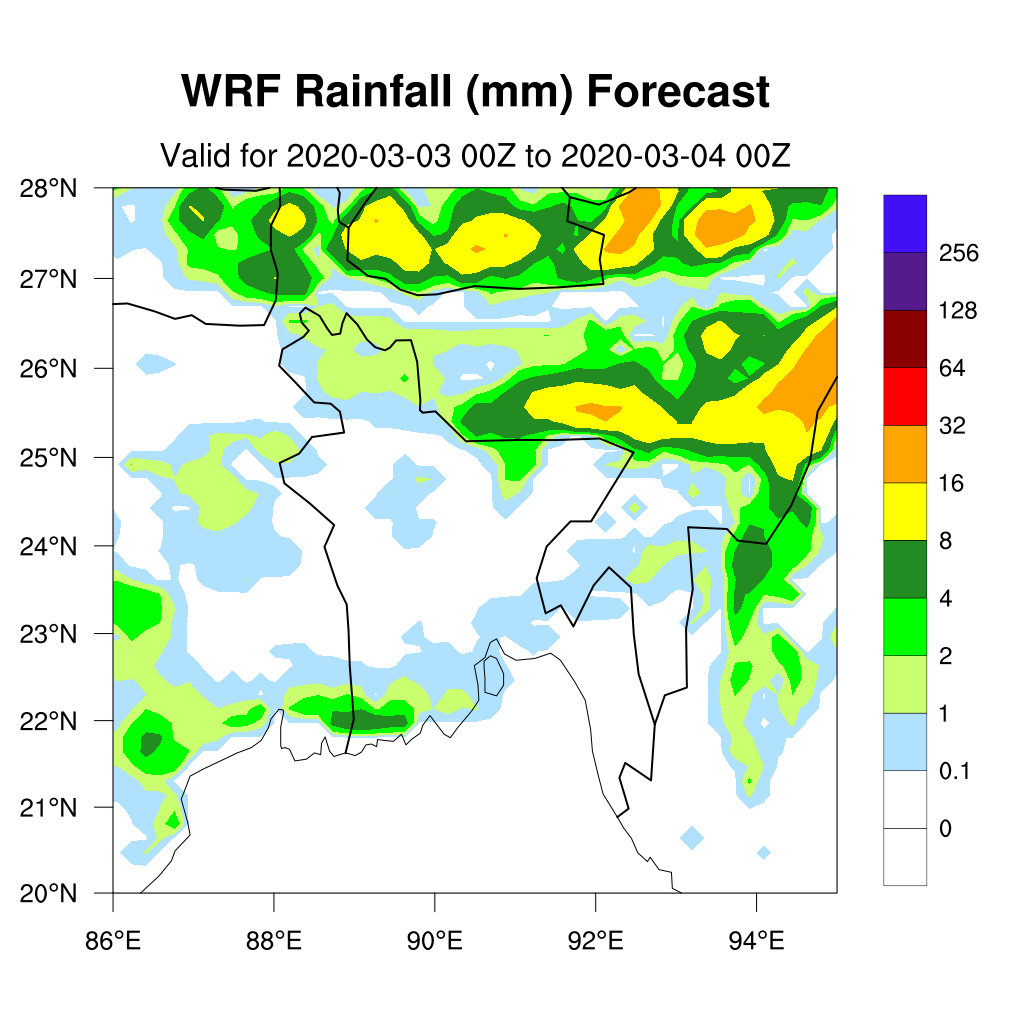 WRF Rainfall (mm) Forecast
Valid for 2020-03-03 00Z to 2020-03-04 00Z
28°N
27°N
26°N
25°N
24°N
23°N
22°N
21°N
20°N
86°E 88°E 90°E 92°E 94°E
256
128
64
32
16
8
4
2
1
0.1
0